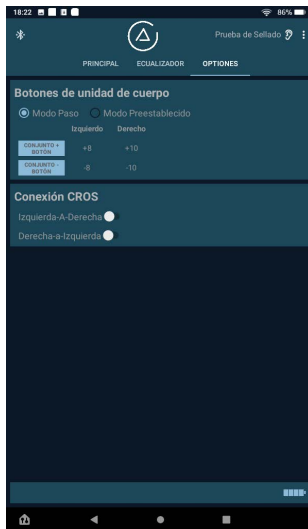 18:22 86%
Prueba de Sellado
PRINCIPAL ECUALIZADOR OPTIONES
Botones de unidad de cuerpo
Modo Paso Modo Preestablecido
Izquierdo Derecho
CONJUNTO + +8 +10
BOTÓN
CONJUNTO - -8 -10
BOTÓN
Conexión CROS
Izquierda-A-Derecha
Derecha-a-Izquierda